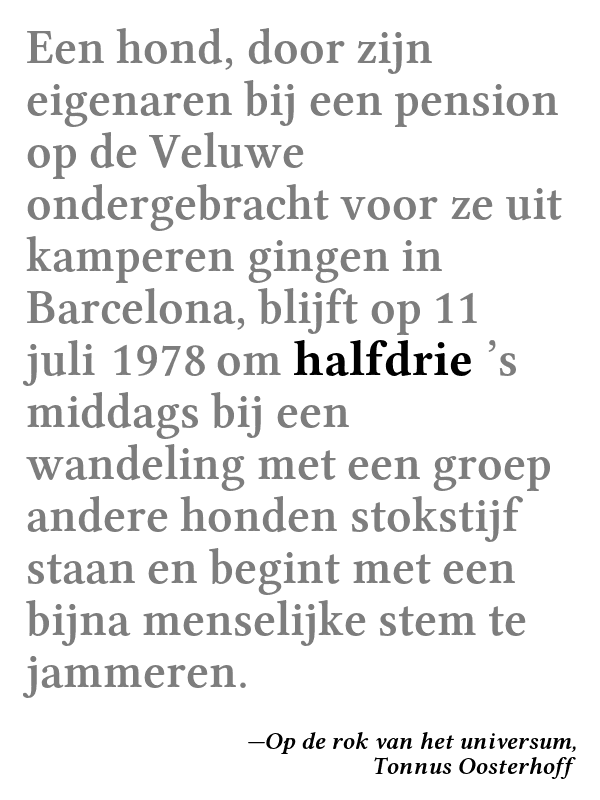 Een hond, door zijn
eigenaren bij een pension
op de Veluwe
ondergebracht voor ze uit
kamperen gingen in
Barcelona, blijft op 11
juli 1978 om halfdrie ’s
middags bij een
wandeling met een groep
andere honden stokstijf
staan en begint met een
bijna menselijke stem te
jammeren.
—Op de rok van het universum,
Tonnus Oosterhoff